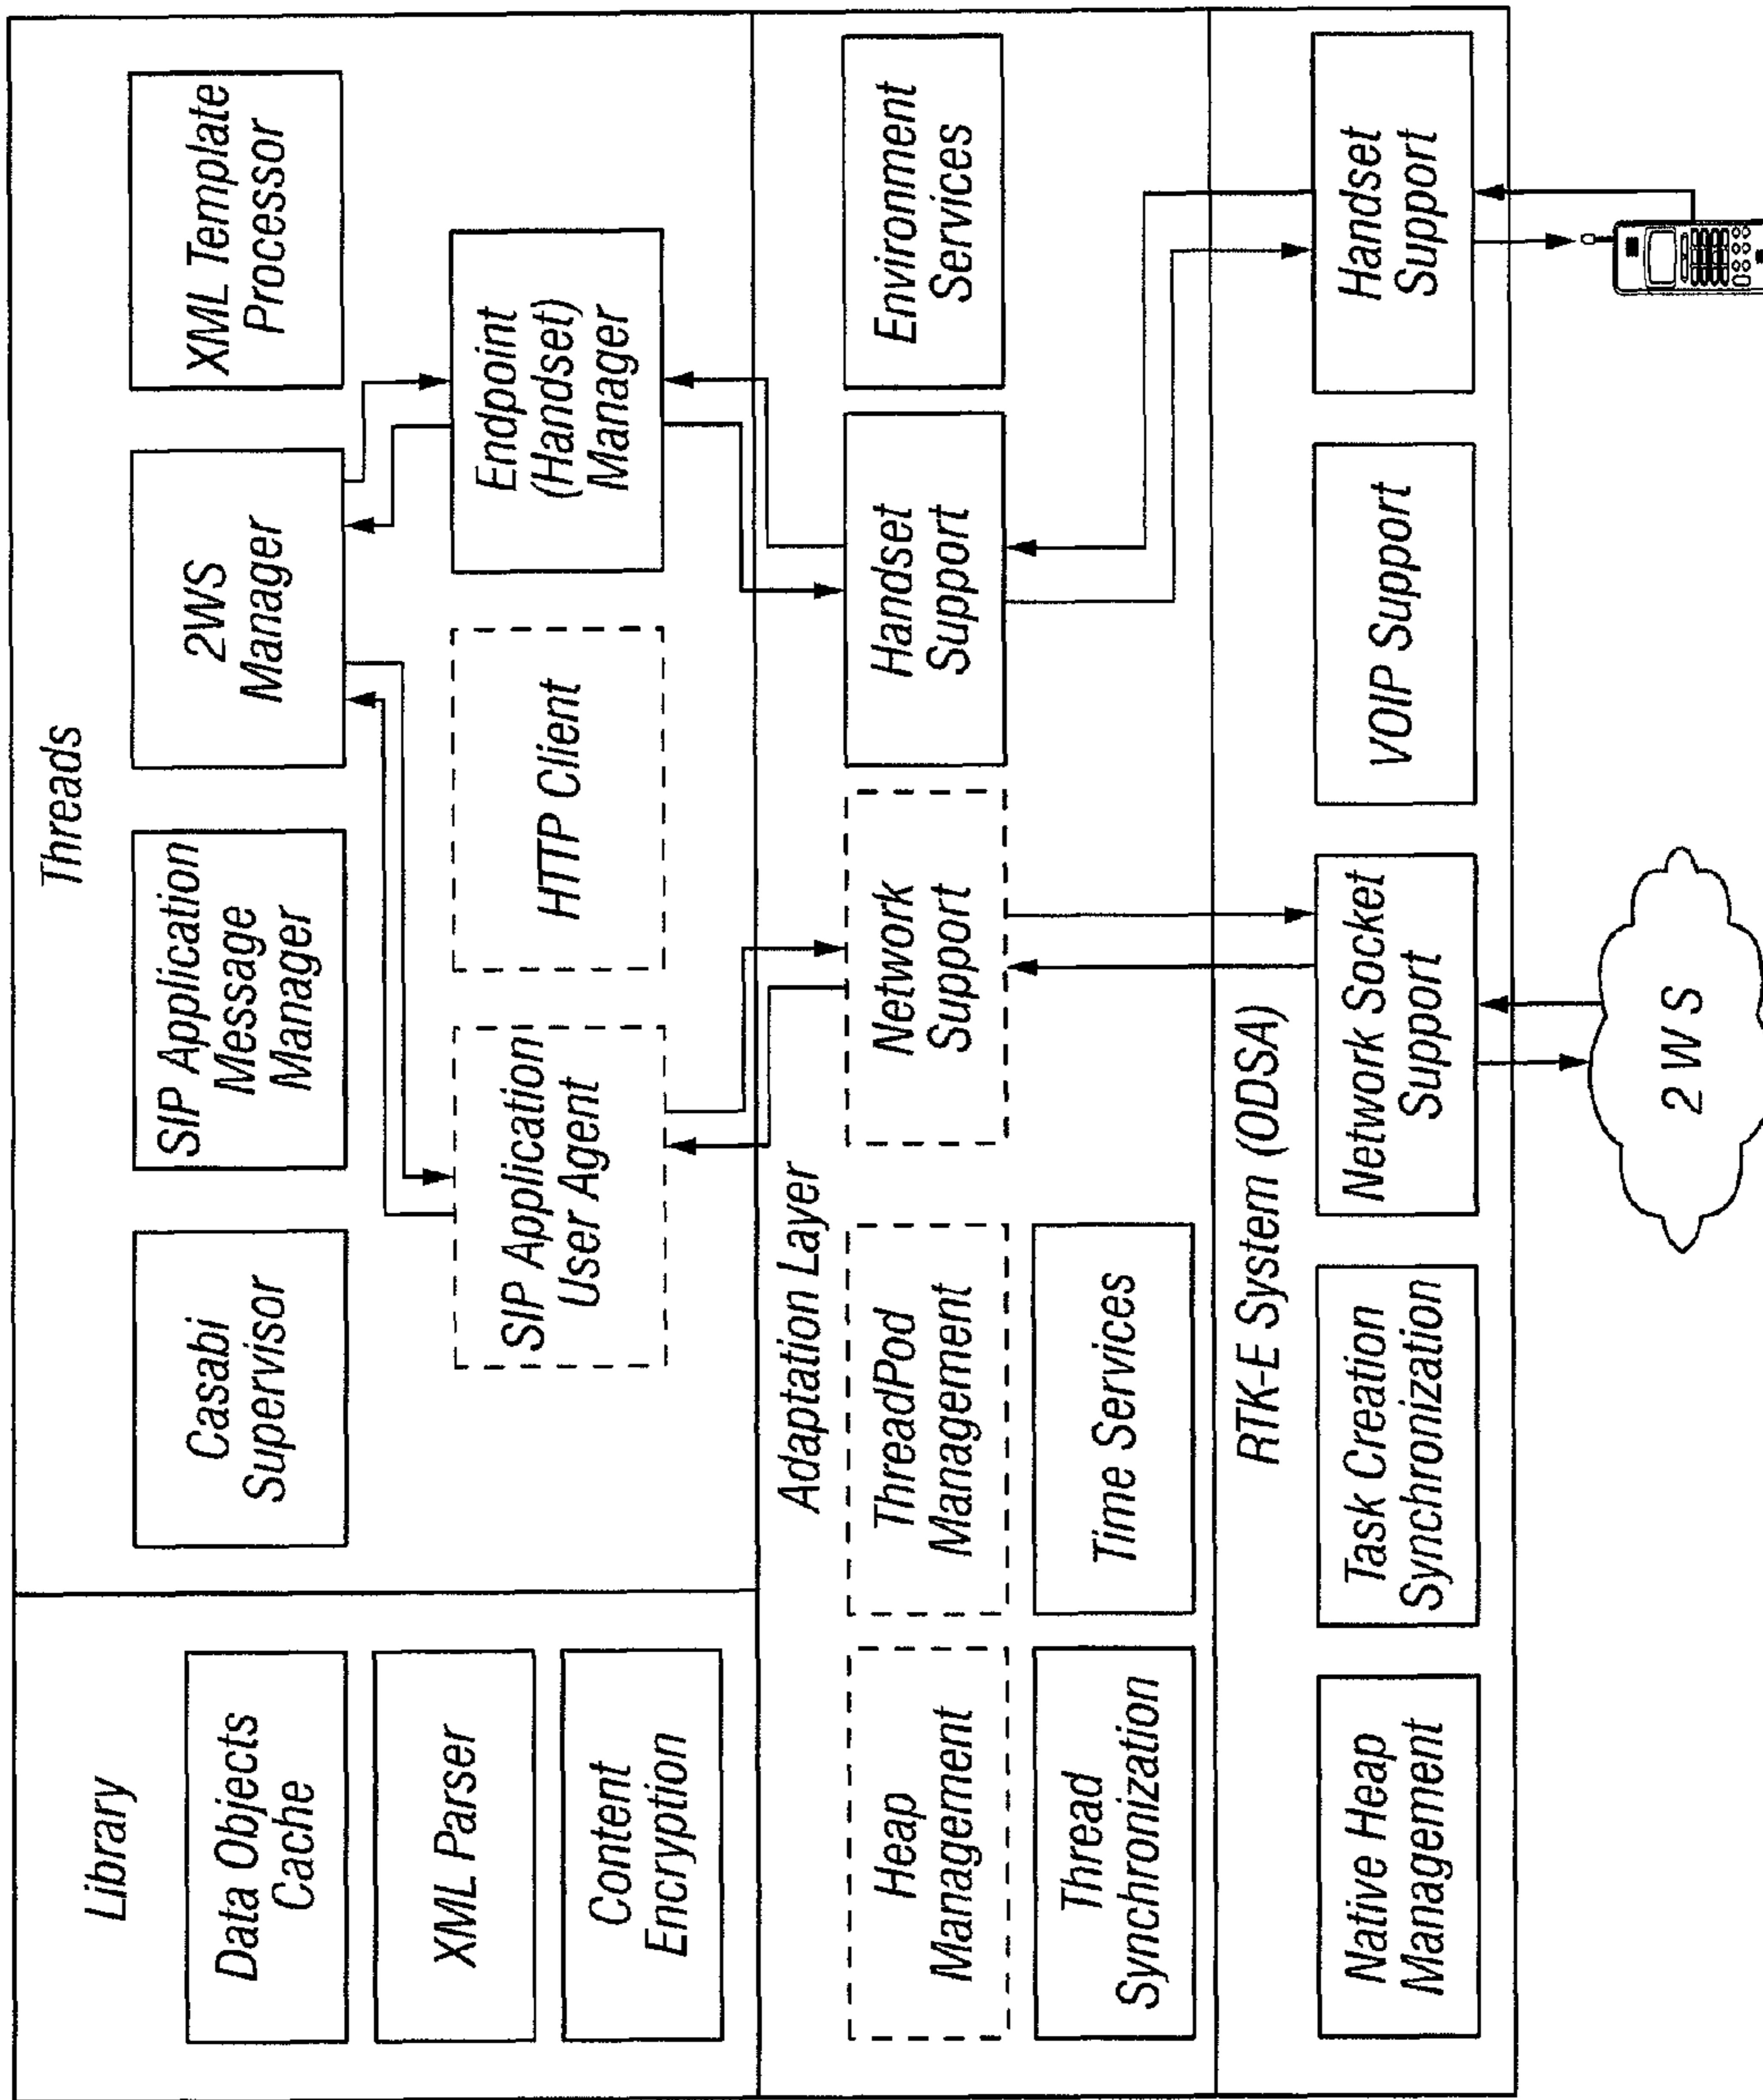 Library
Data Objects
Cache
XML Parser
Content
Encryption
Threads
Casabi
Supervisor
SIP Application
Message
Manager
2WS
Manager
XML Template
Processor
SIP Application
User Agent
HTTP Client
Endpoint
(Handset)
Manager
Adaptation Layer
Heap
Management
ThreadPod
Management
Network
Support
Handset
Support
Environment
Services
Thread
Synchronization
Time Services
RTK-E System (ODSA)
Native Heap
Management
Task Creation
Synchronization
Network Socket
Support
VOIP Support
Handset
Support
2 W S